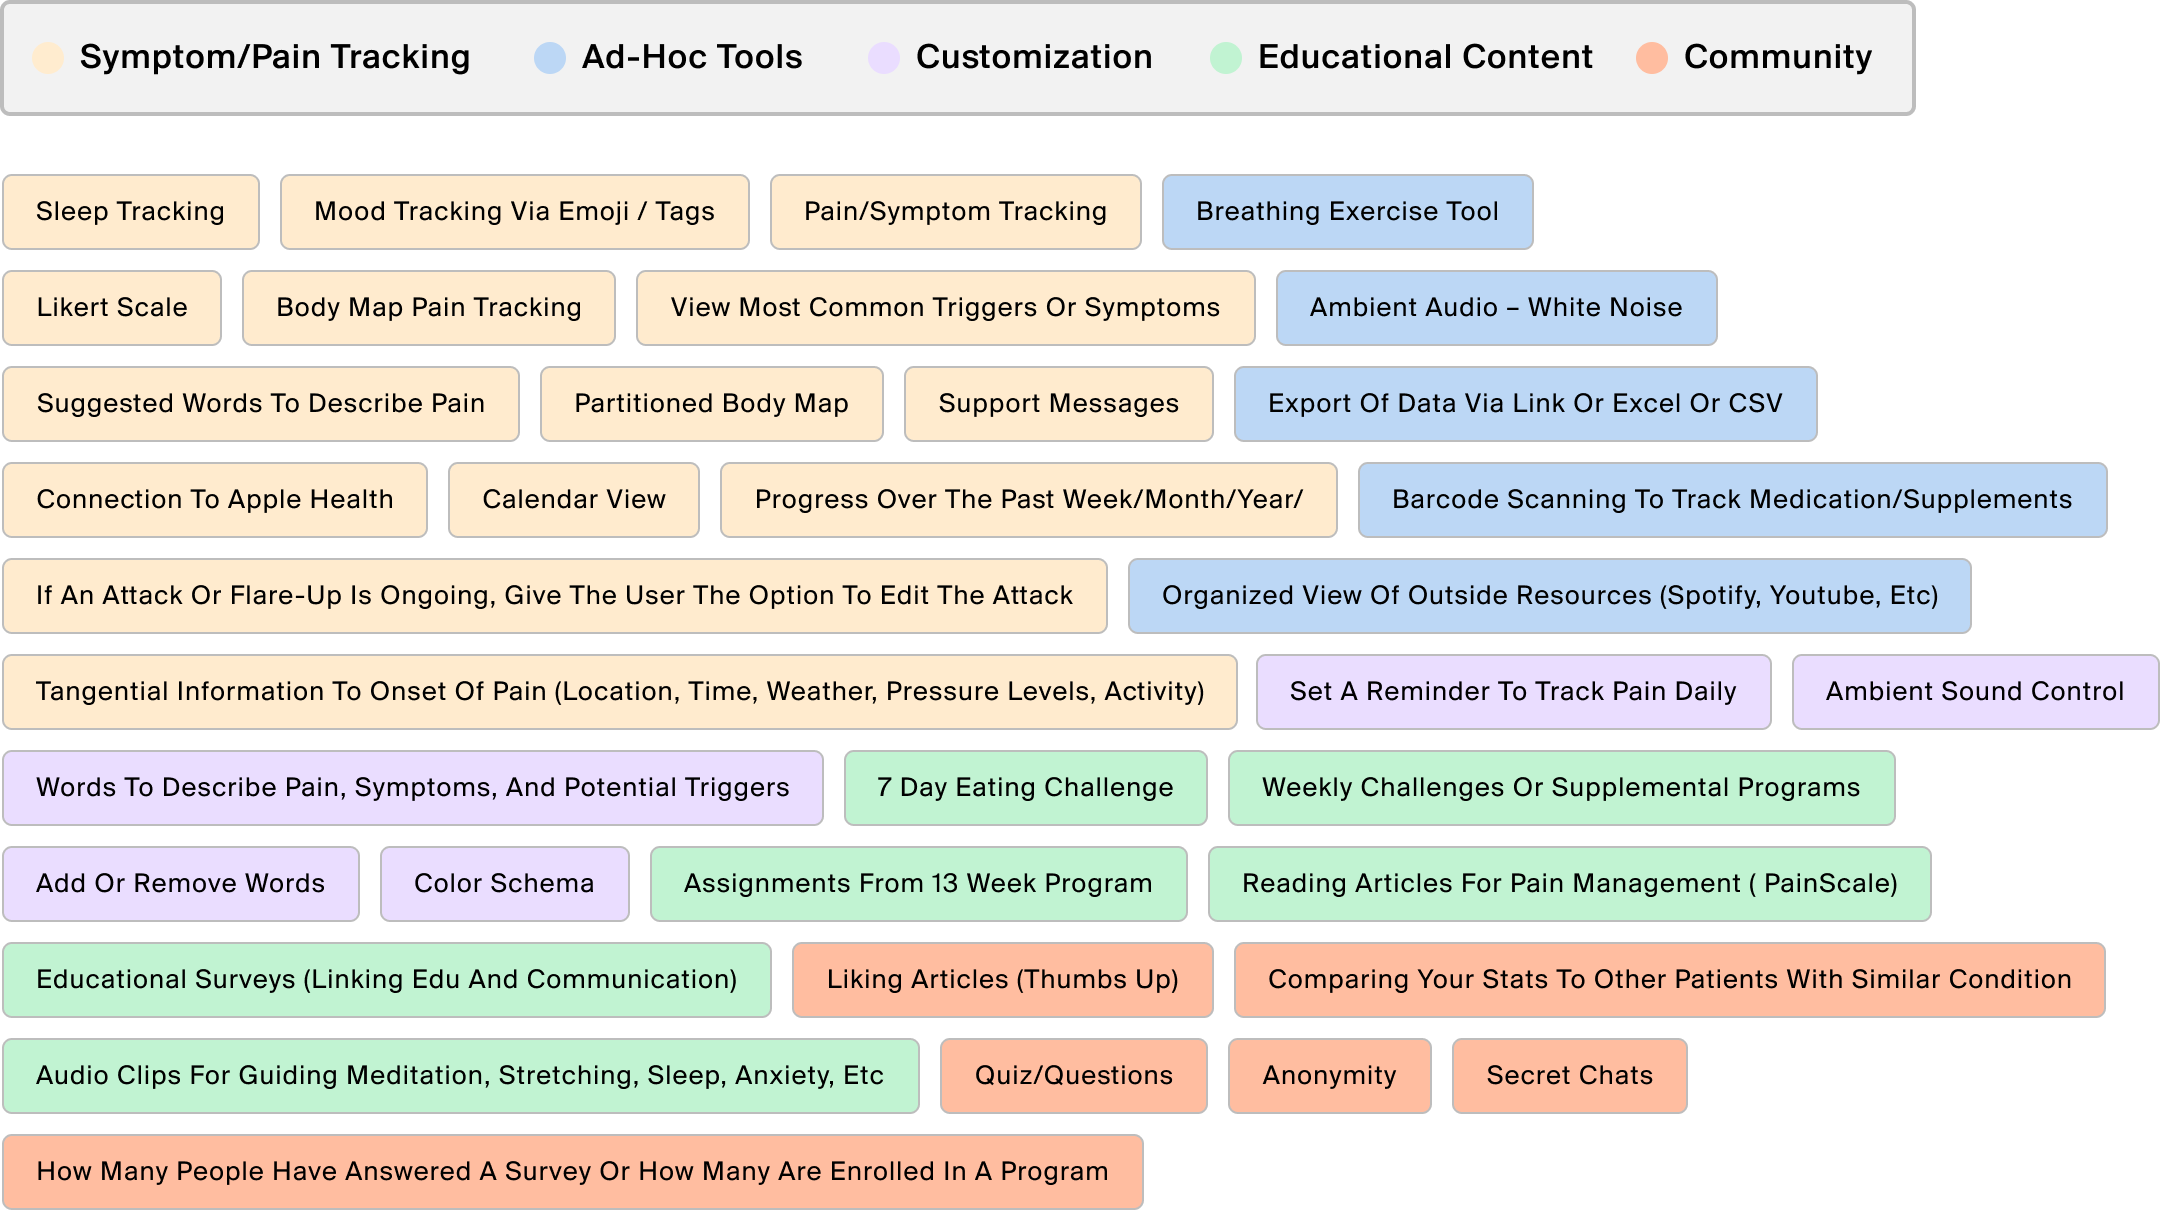 Symptom/Pain Tracking Ad-Hoc Tools Customization Educational Content Community
Sleep Tracking Mood Tracking Via Emoji / Tags Pain/Symptom Tracking Breathing Exercise Tool
Likert Scale Body Map Pain Tracking View Most Common Triggers Or Symptoms Ambient Audio – White Noise
Suggested Words To Describe Pain Partitioned Body Map Support Messages Export Of Data Via Link Or Excel Or CSV
Connection To Apple Health Calendar View Progress Over The Past Week/Month/Year/ Barcode Scanning To Track Medication/Supplements
If An Attack Or Flare-Up Is Ongoing, Give The User The Option To Edit The Attack Organized View Of Outside Resources (Spotify, Youtube, Etc)
Tangential Information To Onset Of Pain (Location, Time, Weather, Pressure Levels, Activity) Set A Reminder To Track Pain Daily Ambient Sound Control
Words To Describe Pain, Symptoms, And Potential Triggers 7 Day Eating Challenge Weekly Challenges Or Supplemental Programs
Add Or Remove Words Color Schema Assignments From 13 Week Program Reading Articles For Pain Management ( PainScale)
Educational Surveys (Linking Edu And Communication) Liking Articles (Thumbs Up) Comparing Your Stats To Other Patients With Similar Condition
Audio Clips For Guiding Meditation, Stretching, Sleep, Anxiety, Etc Quiz/Questions Anonymity Secret Chats
How Many People Have Answered A Survey Or How Many Are Enrolled In A Program